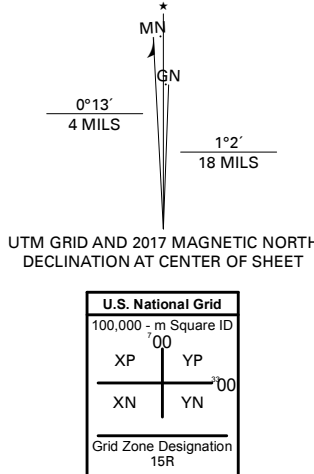 ★
MN
GN
0°13´
4 MILS
1°2´
18 MILS
UTM GRID AND 2017 MAGNETIC NORTH
DECLINATION AT CENTER OF SHEET
U.S. National Grid
100,000 - m Square ID
⁷00
XP YP
³³00
XN YN
Grid Zone Designation
15R